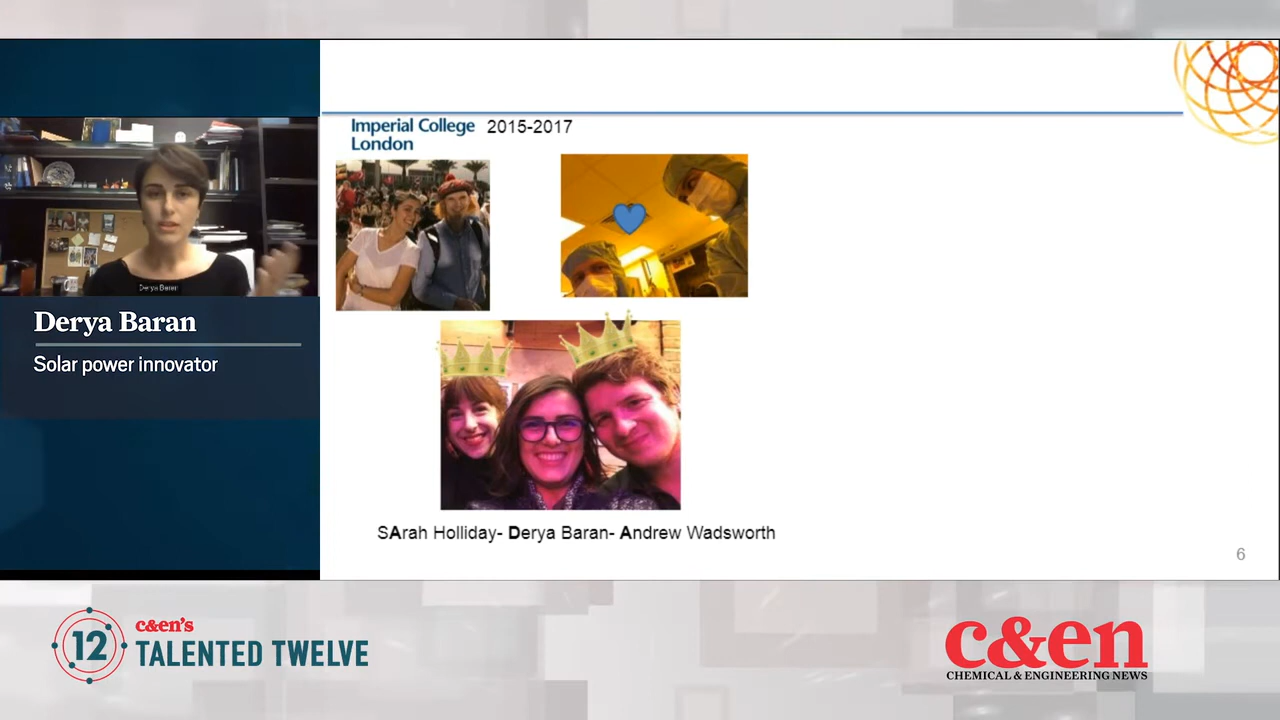 Imperial College
London
2015-2017
Derya Baran
Derya Baran
Solar power innovator
SArah Holliday- Derya Baran- Andrew Wadsworth
6
12
c&en's
TALENTED TWELVE
c&en
CHEMICAL & ENGINEERING NEWS